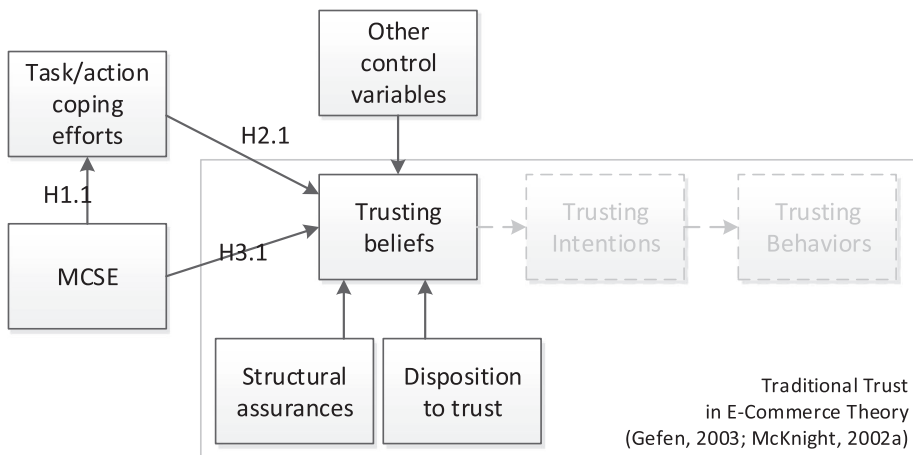 Other
control
variables
Task/action
coping
efforts
H2.1
H1.1
Trusting
beliefs
Trusting
Intentions
Trusting
Behaviors
MCSE
H3.1
Structural
assurances
Disposition
to trust
Traditional Trust
in E-Commerce Theory
(Gefen, 2003; McKnight, 2002a)